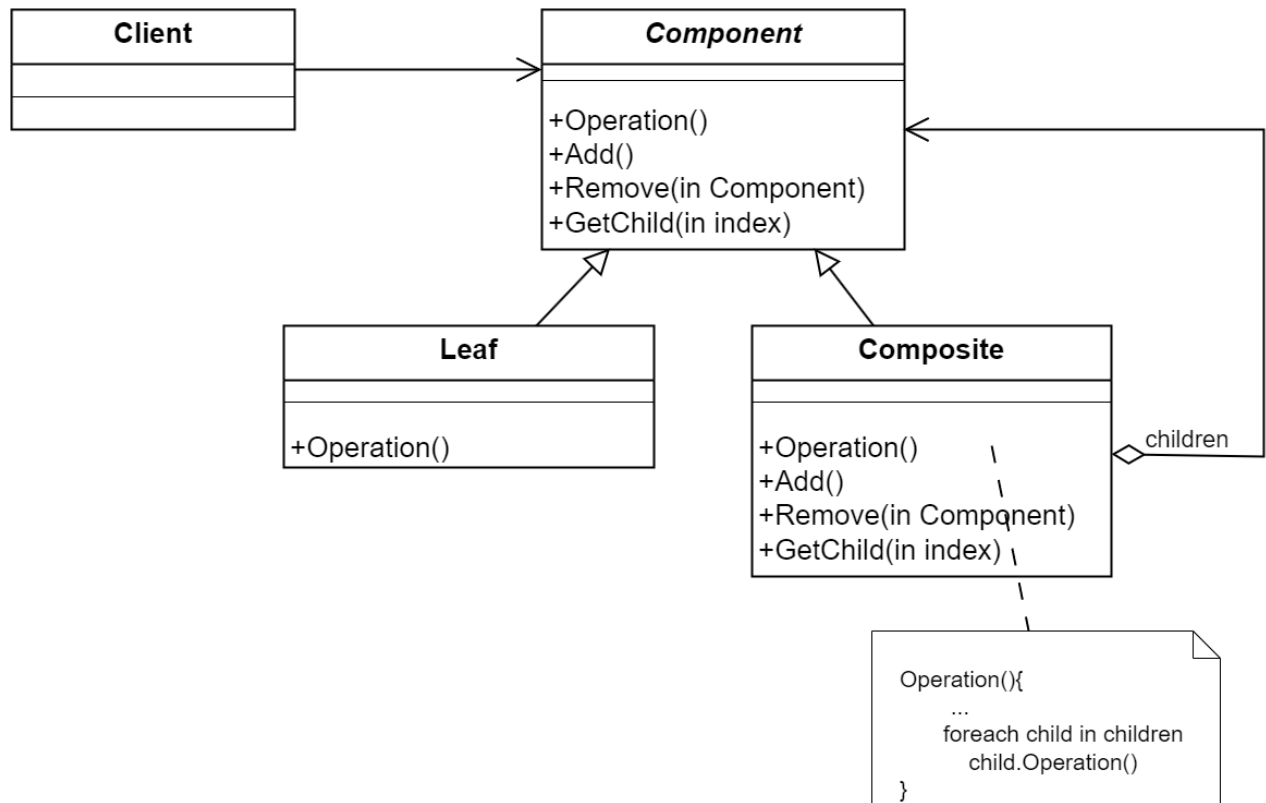 Client
Component
+Operation()
+Add()
+Remove(in Component)
+GetChild(in index)
Leaf
+Operation()
Composite
+Operation()
+Add()
+Remove(in Component)
+GetChild(in index)
children
Operation(){
...
foreach child in children
child.Operation()
}